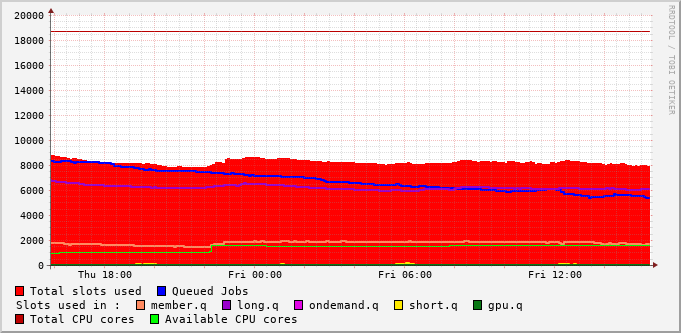 20000
18000
16000
14000
12000
10000
8000
6000
4000
2000
0
Thu 18:00 Fri 00:00 Fri 06:00 Fri 12:00
RRDTOOL / TOBI OETIKER
Total slots used Queued Jobs
Slots used in : member.q long.q ondemand.q short.q gpu.q
Total CPU cores Available CPU cores